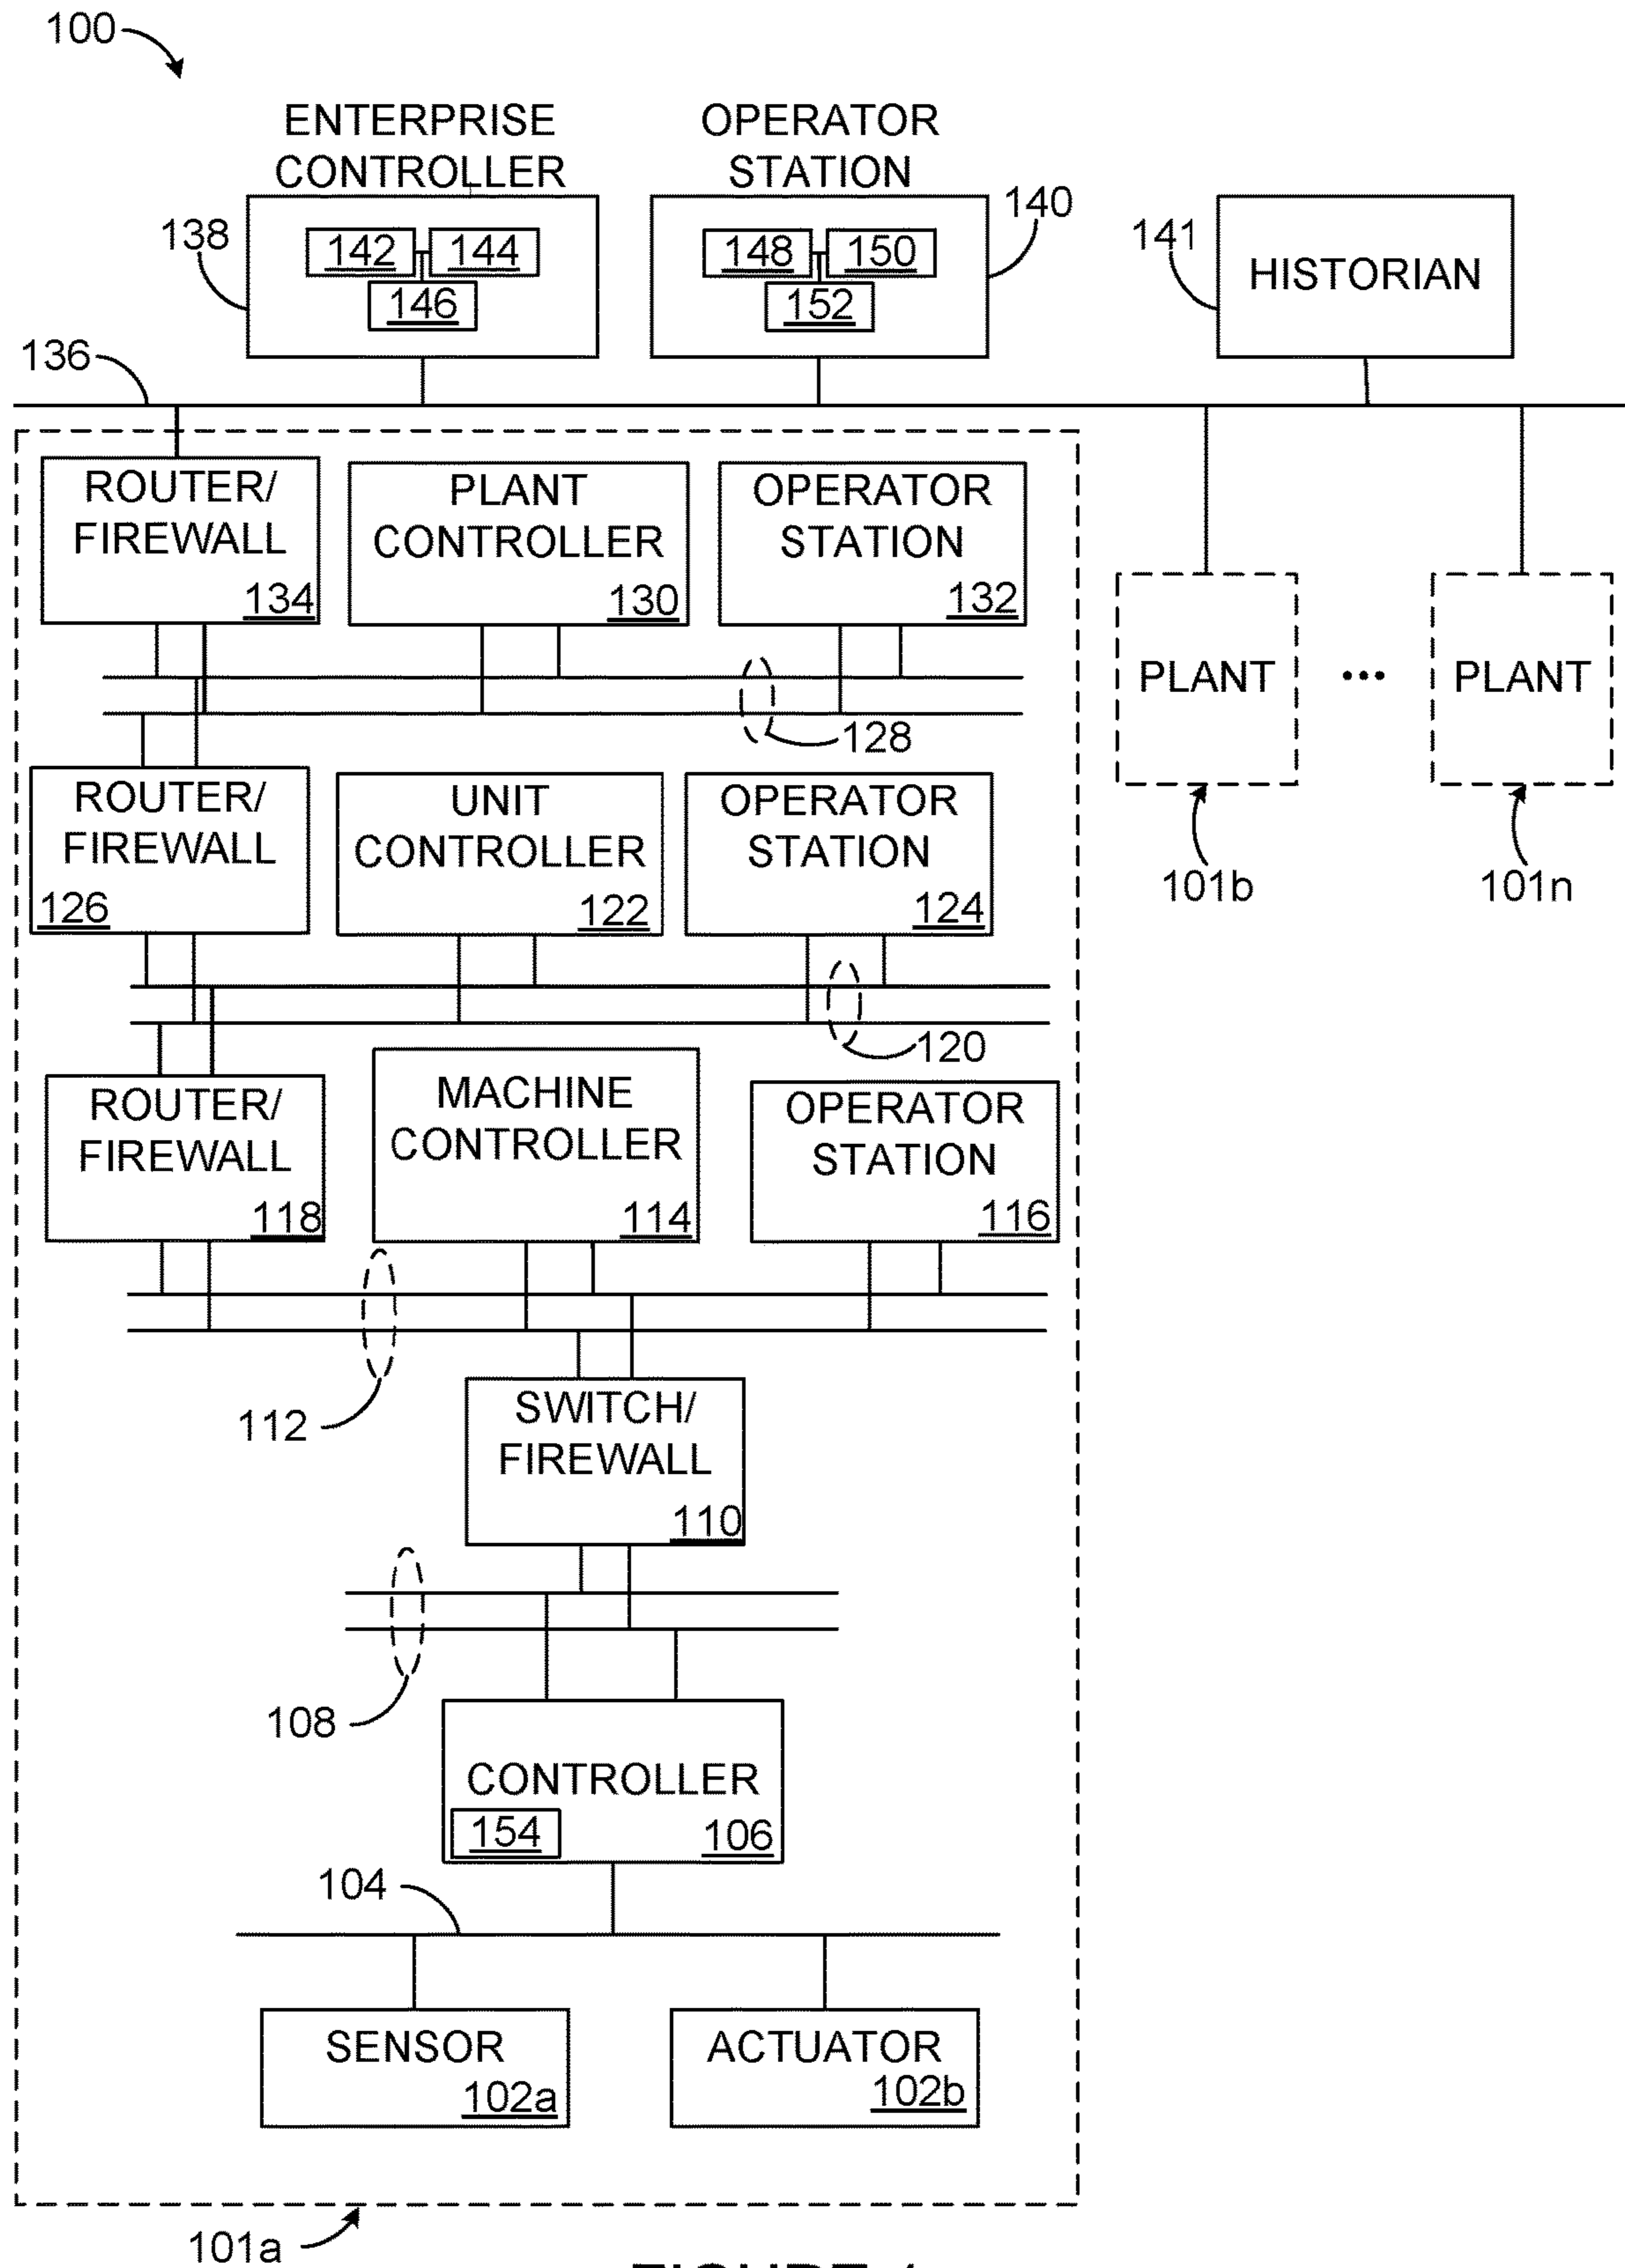 100
ENTERPRISE
CONTROLLER
OPERATOR
STATION
138
142
144
146
148
150
152
140
141
HISTORIAN
136
ROUTER/
FIREWALL
134
PLANT
CONTROLLER
130
OPERATOR
STATION
132
128
PLANT
...
PLANT
101b
101n
ROUTER/
FIREWALL
126
UNIT
CONTROLLER
122
OPERATOR
STATION
124
120
ROUTER/
FIREWALL
118
MACHINE
CONTROLLER
114
OPERATOR
STATION
116
112
SWITCH/
FIREWALL
110
108
CONTROLLER
154
106
104
SENSOR
102a
ACTUATOR
102b
101a